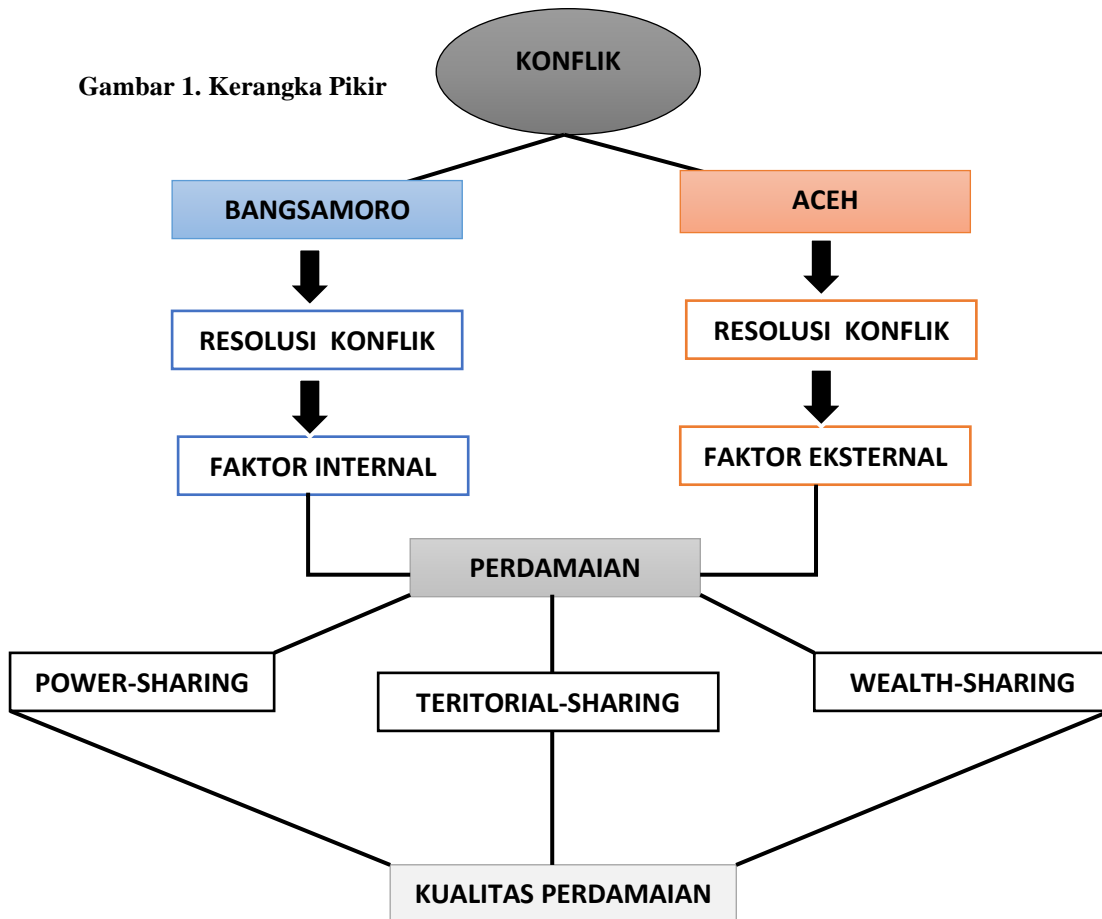 KONFLIK
Gambar 1. Kerangka Pikir
BANGSAMORO
ACEH
RESOLUSI KONFLIK
RESOLUSI KONFLIK
FAKTOR INTERNAL
FAKTOR EKSTERNAL
PERDAMAIAN
POWER-SHARING
TERITORIAL-SHARING
WEALTH-SHARING
KUALITAS PERDAMAIAN